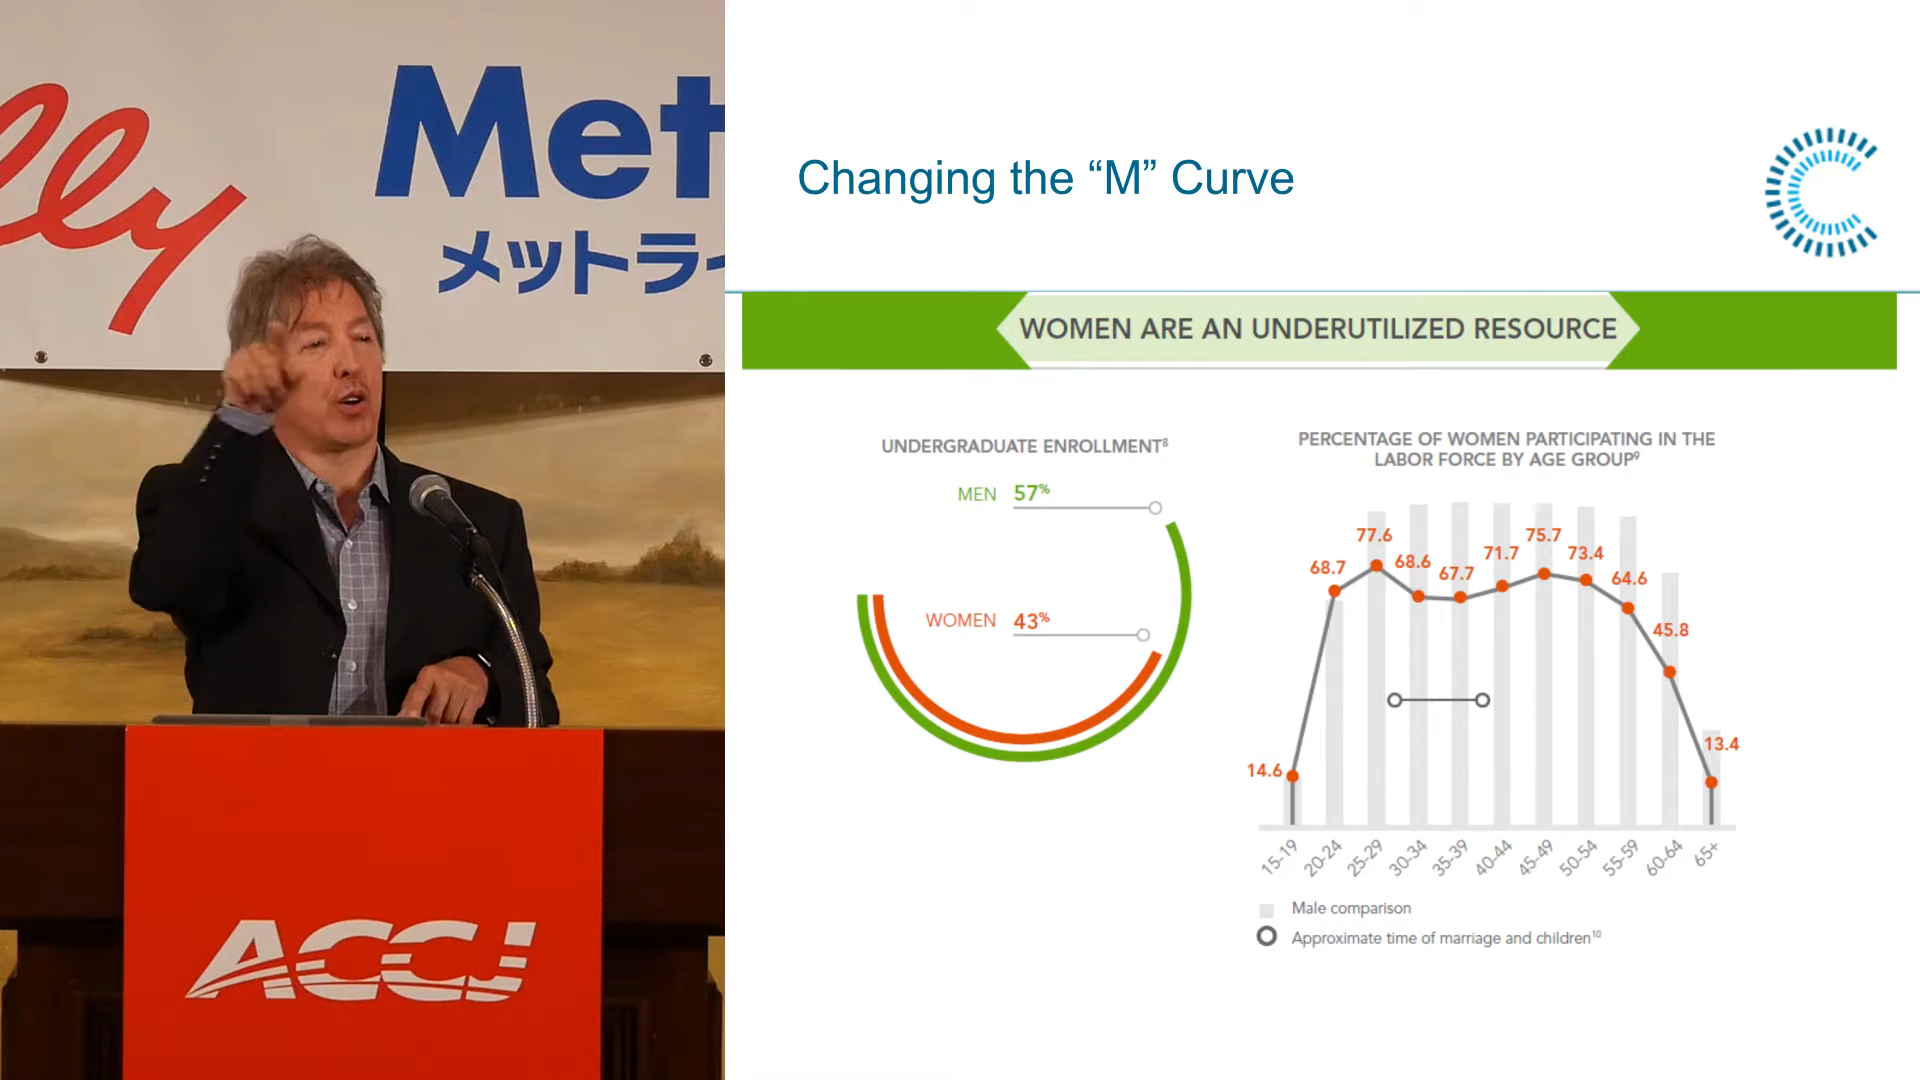 lly
Met
メットラ
ACCJ
Changing the “M” Curve
WOMEN ARE AN UNDERUTILIZED RESOURCE
UNDERGRADUATE ENROLLMENT⁸
MEN 57%
WOMEN 43%
PERCENTAGE OF WOMEN PARTICIPATING IN THE
LABOR FORCE BY AGE GROUP⁹
14.6
68.7
77.6
68.6
67.7
71.7
75.7
73.4
64.6
45.8
13.4
15-19
20-24
25-29
30-34
35-39
40-44
45-49
50-54
55-59
60-64
65+
Male comparison
Approximate time of marriage and children¹⁰